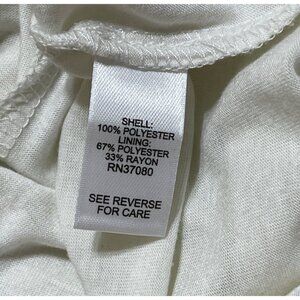 SHELL:
100% POLYESTER
LINING:
67% POLYESTER
33% RAYON
RN37080
SEE REVERSE
FOR CARE